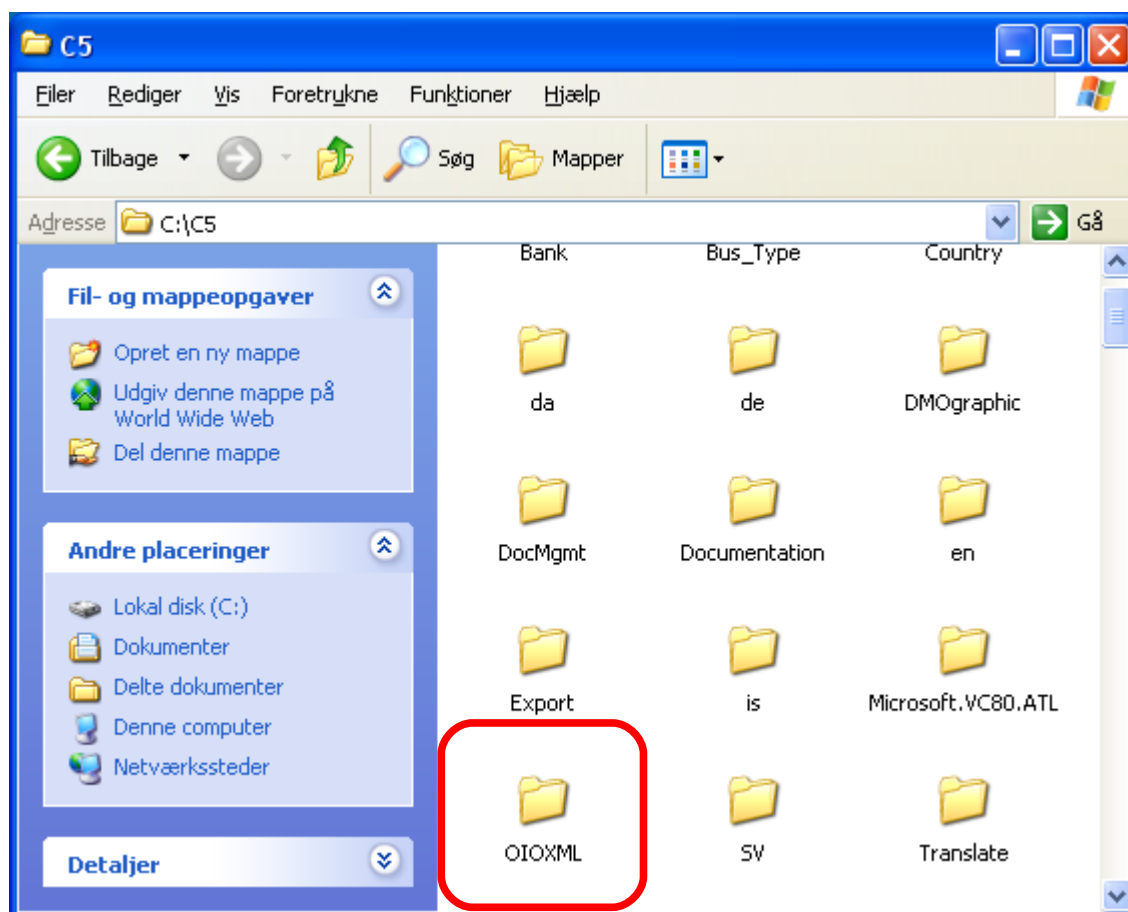 C5
Filer Rediger Vis Foretrukne Funktioner Hjælp
Tilbage Søg Mapper
Adresse C:\C5 Gå
Fil- og mappeopgaver
Opret en ny mappe
Udgiv denne mappe på
World Wide Web
Del denne mappe
Andre placeringer
Lokal disk (C:)
Dokumenter
Delte dokumenter
Denne computer
Netværkssteder
Detaljer
Bank Bus_Type Country
da de DMOgraphic
DocMgmt Documentation en
Export is Microsoft.VC80.ATL
OIOXML SV Translate